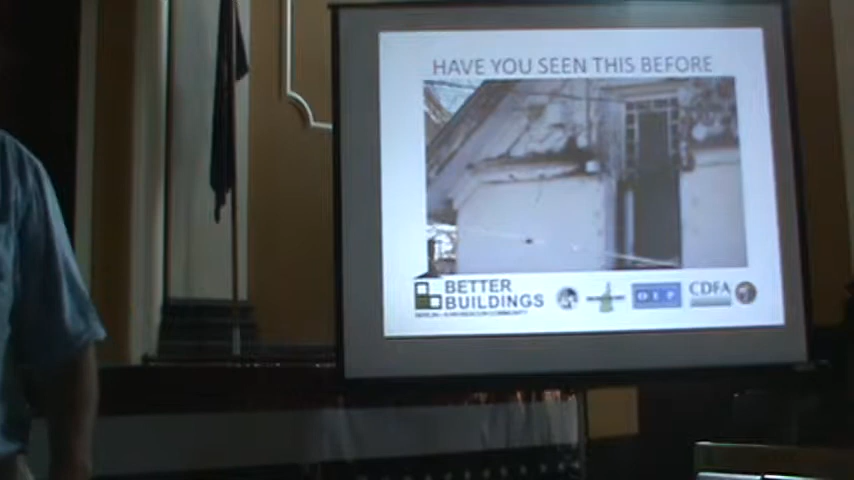 HAVE YOU SEEN THIS BEFORE
BETTER
BUILDINGS
CDFA